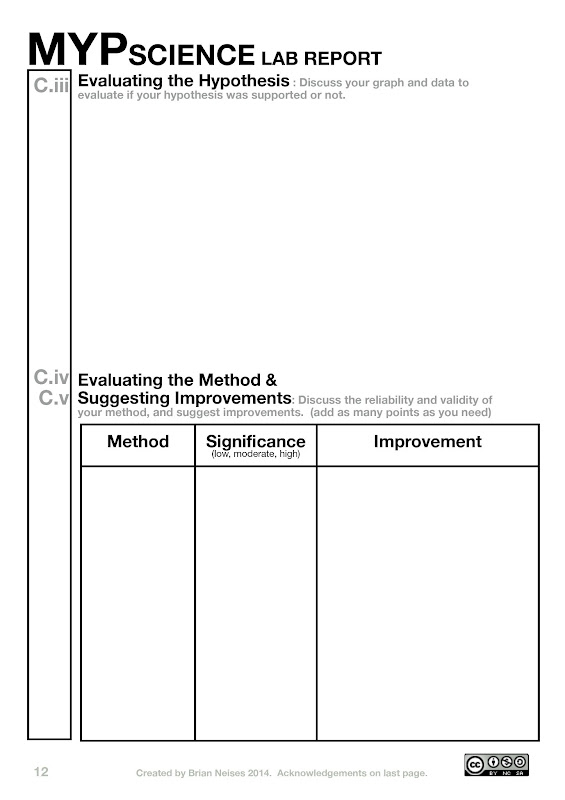 MYPSCIENCE LAB REPORT
C.iii Evaluating the Hypothesis : Discuss your graph and data to
evaluate if your hypothesis was supported or not.
C.iv Evaluating the Method &
C.v Suggesting Improvements: Discuss the reliability and validity of
your method, and suggest improvements. (add as many points as you need)
Method Significance Improvement
(low, moderate, high)
12 Created by Brian Neises 2014. Acknowledgements on last page.
cc
BY NC SA